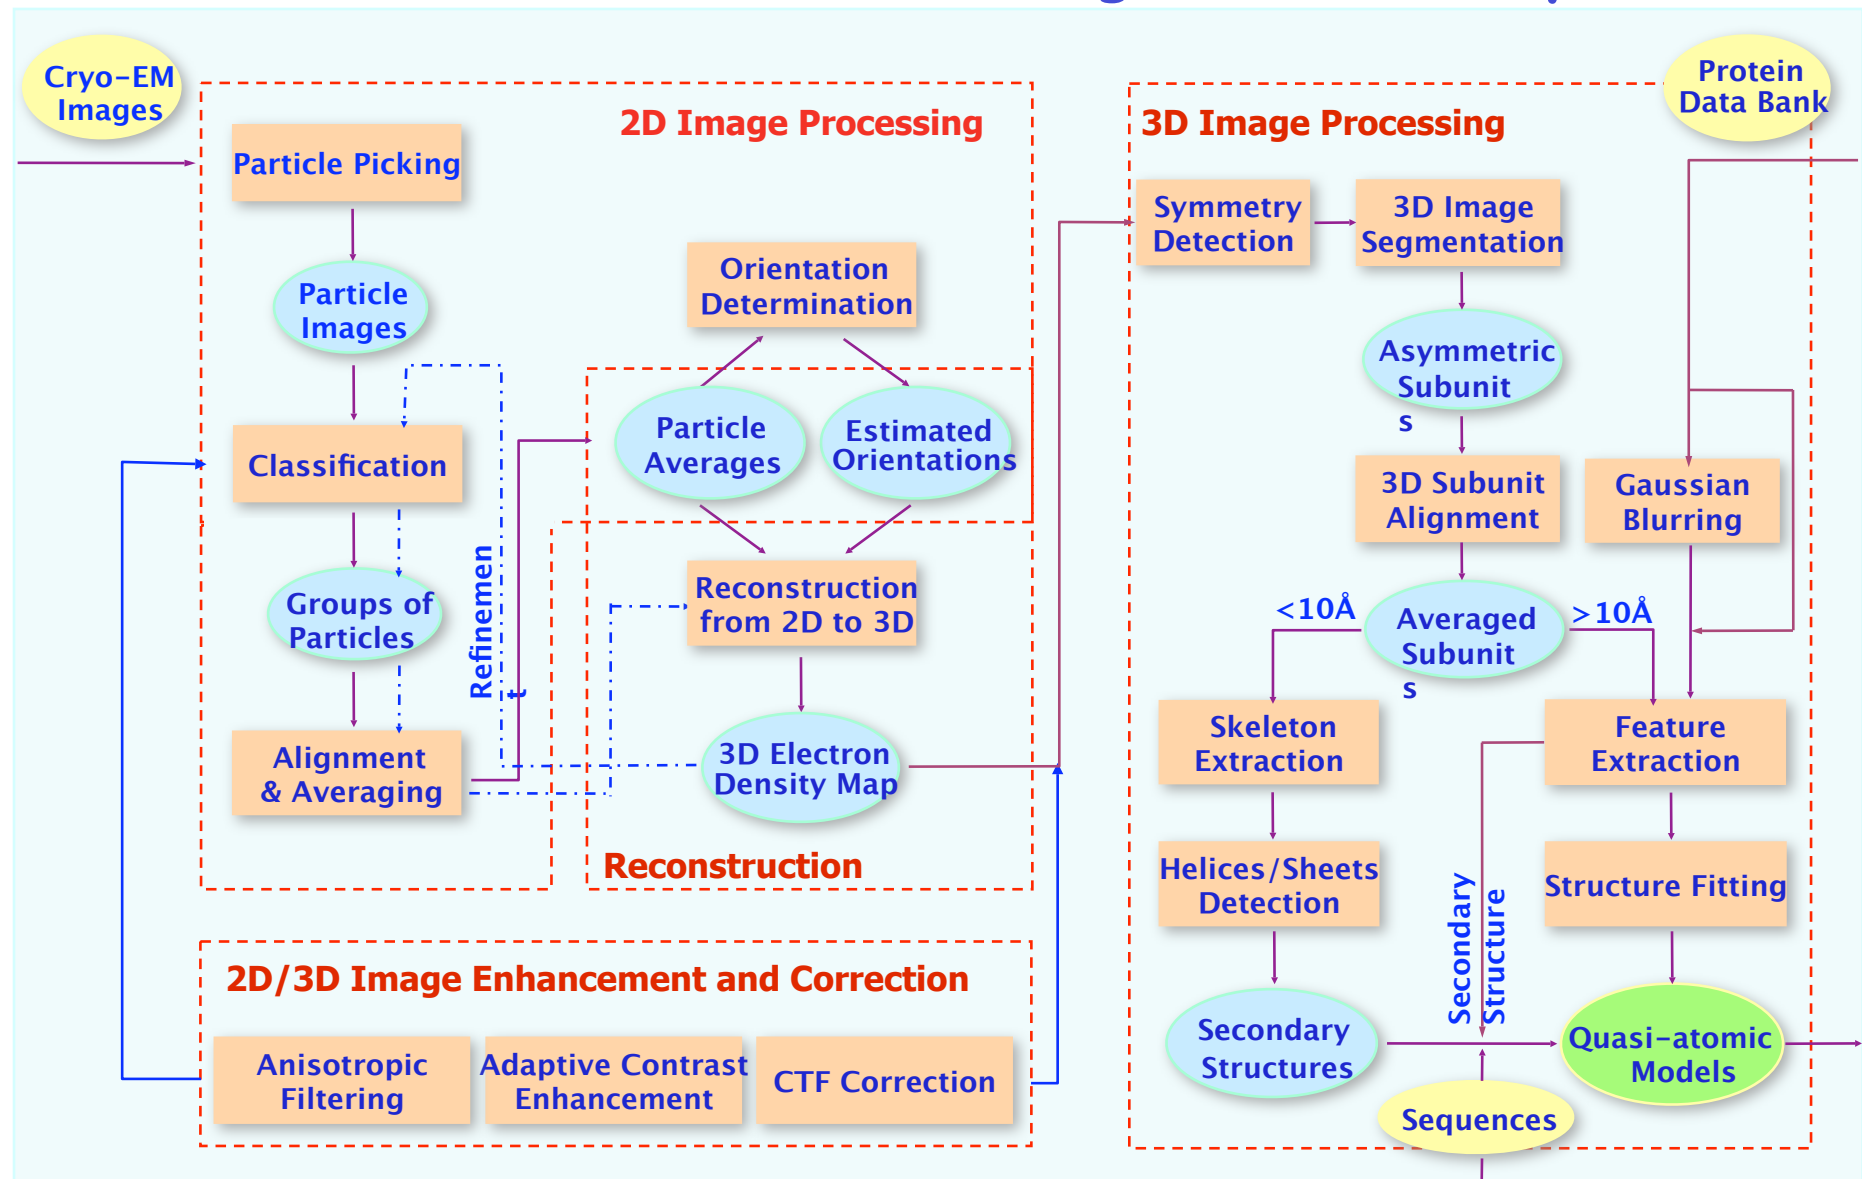 Cryo-EM
Images
2D Image Processing
Particle Picking
Particle
Images
Classification
Groups of
Particles
Alignment
& Averaging
Refinemen
t
Orientation
Determination
Particle
Averages
Estimated
Orientations
Reconstruction
from 2D to 3D
3D Electron
Density Map
Reconstruction
2D/3D Image Enhancement and Correction
Anisotropic
Filtering
Adaptive Contrast
Enhancement
CTF Correction
3D Image Processing
Protein
Data Bank
Symmetry
Detection
3D Image
Segmentation
Asymmetric
Subunit
s
3D Subunit
Alignment
Gaussian
Blurring
<10Å
Averaged
Subunit
s
>10Å
Skeleton
Extraction
Feature
Extraction
Helices/Sheets
Detection
Secondary
Structure
Structure Fitting
Secondary
Structures
Quasi-atomic
Models
Sequences